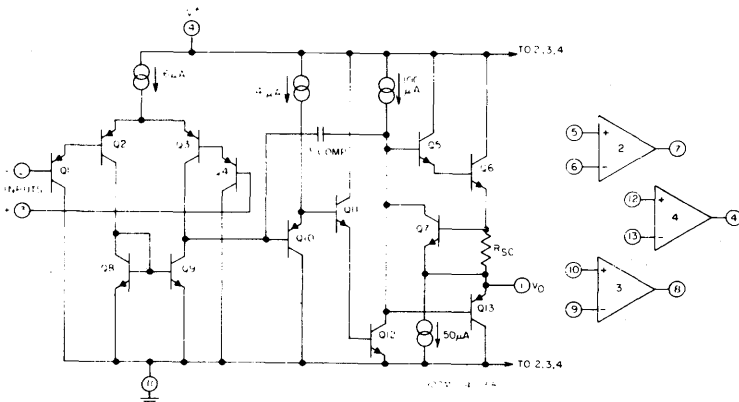 V+
4
TO 2,3,4
6μA
4μA
100
μA
Q2
Q3
Q5
Q6
5
+
2
7
6
−
COMP
Q1
Q4
−
INPUTS
+
3
Q11
Q7
12
+
4
13
−
Q10
RSC
Q8
Q9
10
+
3
8
9
−
1
VO
Q13
Q12
50μA
TO 2,3,4